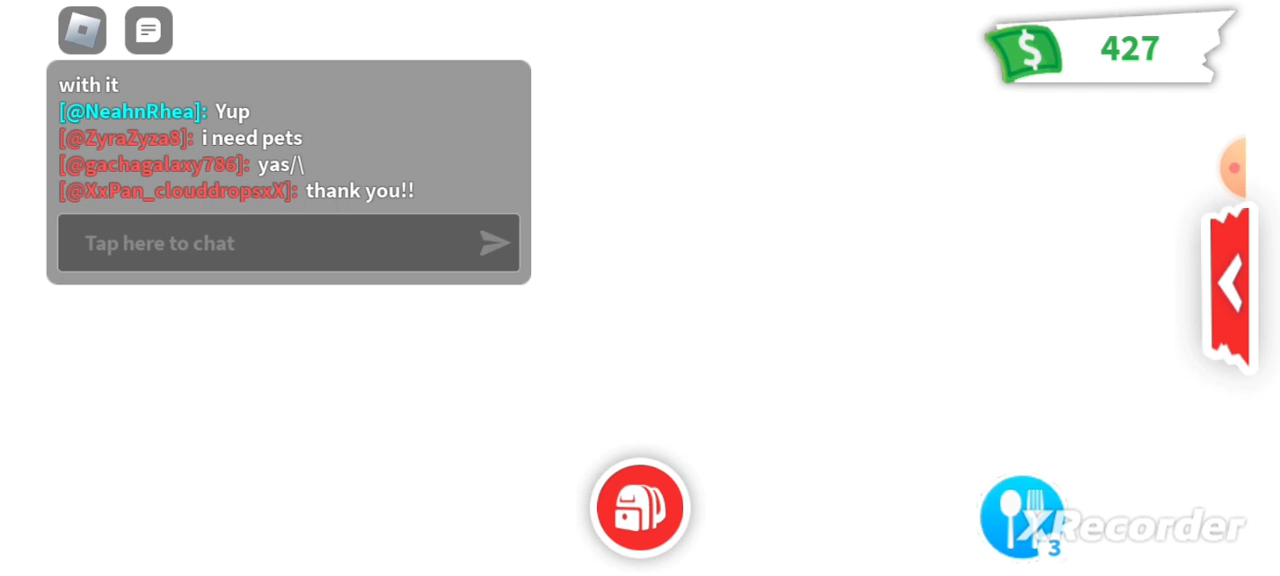 427
with it
[@NeahnRhea]: Yup
[@ZyraZyza8]: i need pets
[@gachagalaxy786]: yas/\
[@XxPan_clouddropsxX]: thank you!!
Tap here to chat
XRecorder
3